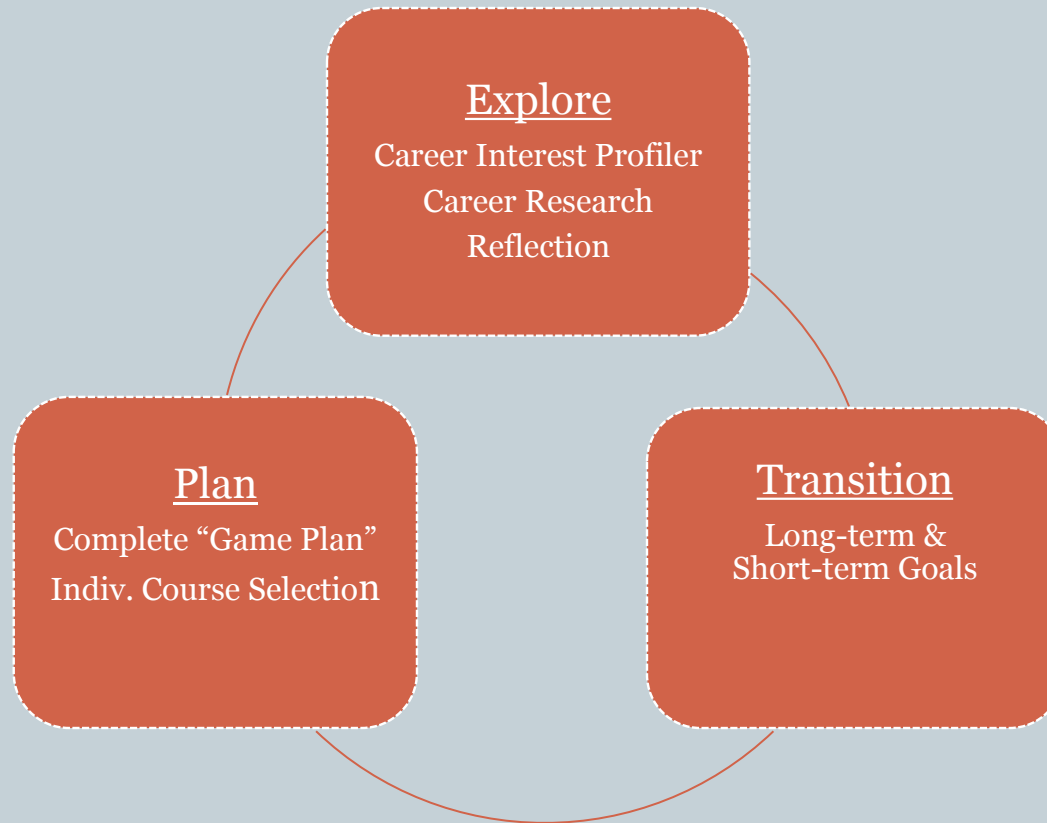 Explore
Career Interest Profiler
Career Research
Reflection
Plan
Complete “Game Plan”
Indiv. Course Selection
Transition
Long-term &
Short-term Goals